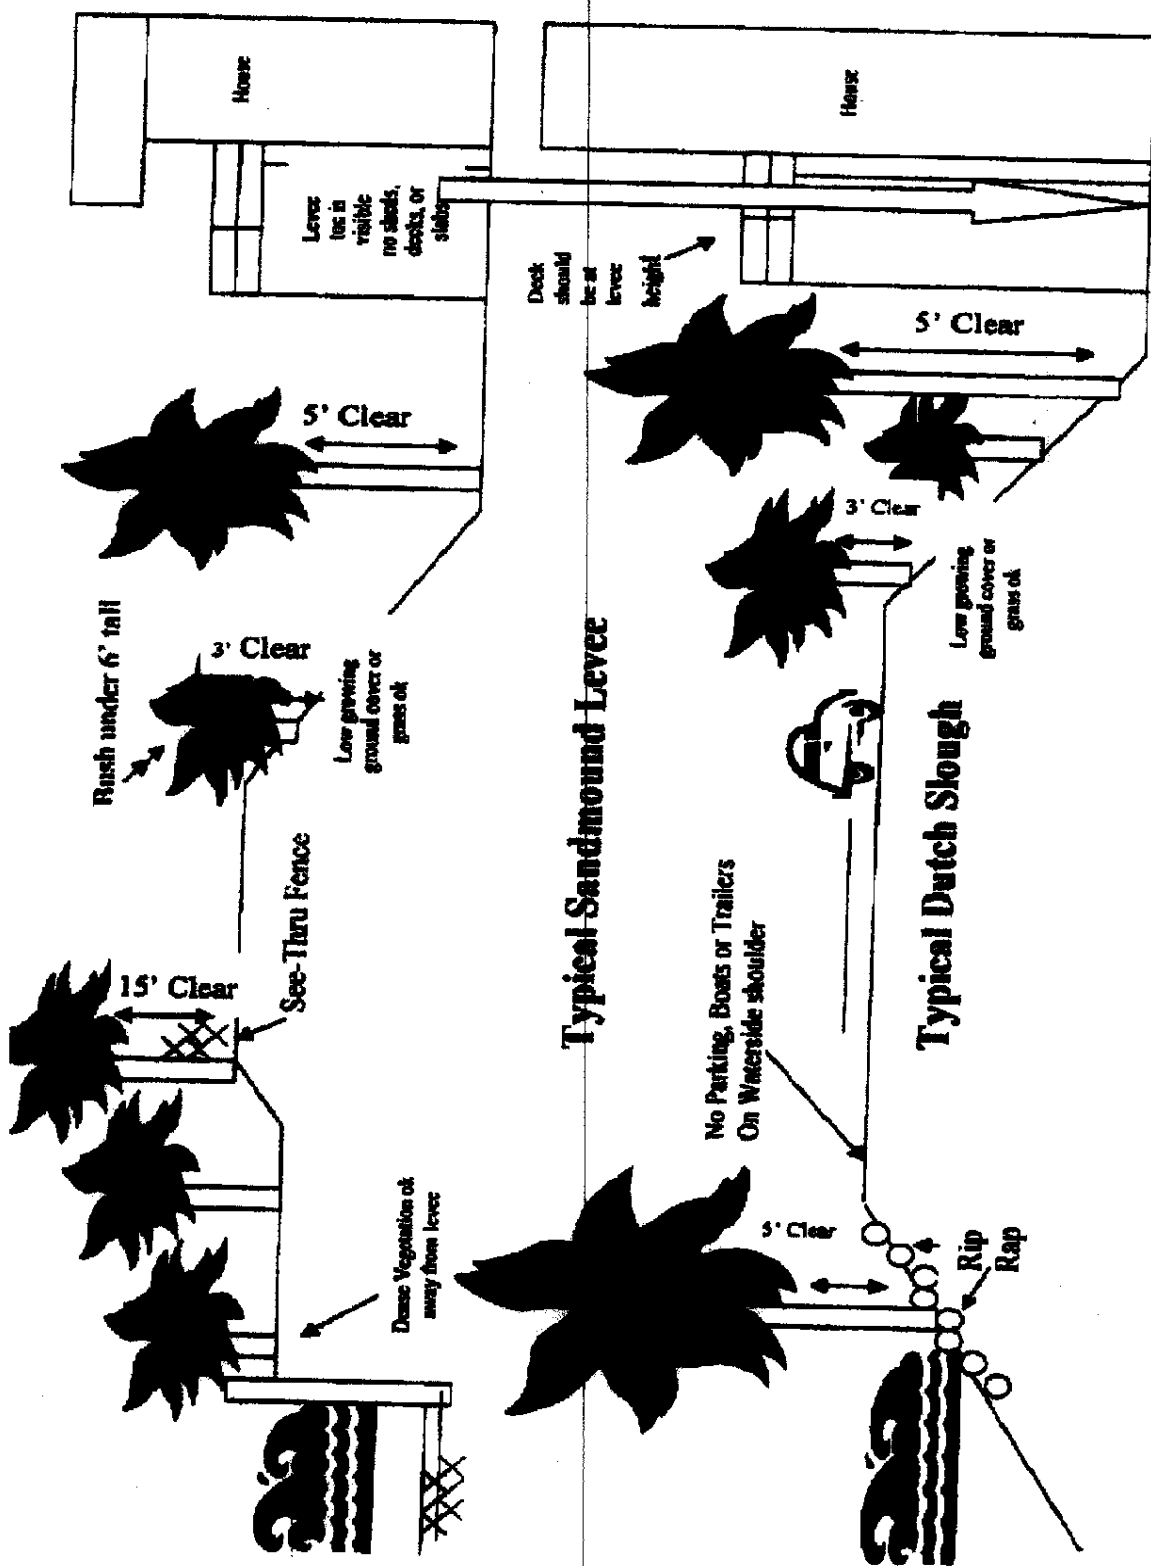 House
Levee
toe is
visible
no sheds,
decks, or
slabs
5' Clear
Bush under 6' tall
3' Clear
Low growing
ground cover or
grass ok
See-Thru Fence
15' Clear
Dense Vegetation ok
away from levee
Typical Sandmound Levee
House
Deck
should
be at
levee
height
5' Clear
3' Clear
Low growing
ground cover or
grass ok
No Parking, Boats or Trailers
On Waterside shoulder
5' Clear
Rip
Rap
Typical Dutch Slough